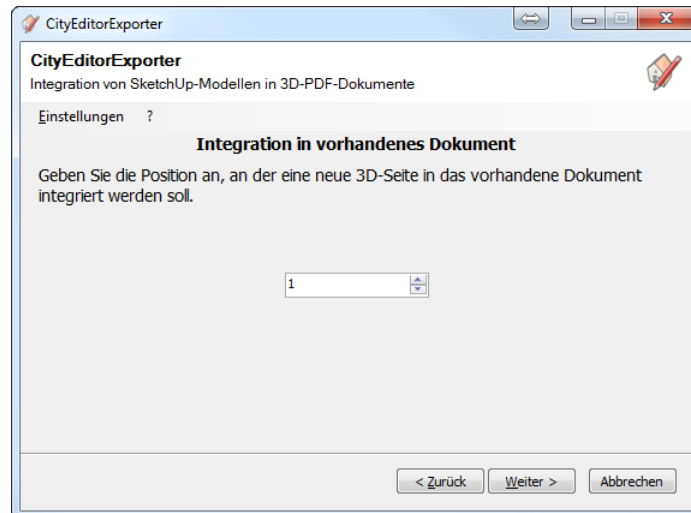 CityEditorExporter
CityEditorExporter
Integration von SketchUp-Modellen in 3D-PDF-Dokumente
Einstellungen ?
Integration in vorhandenes Dokument
Geben Sie die Position an, an der eine neue 3D-Seite in das vorhandene Dokument
integriert werden soll.
1
< Zurück Weiter > Abbrechen